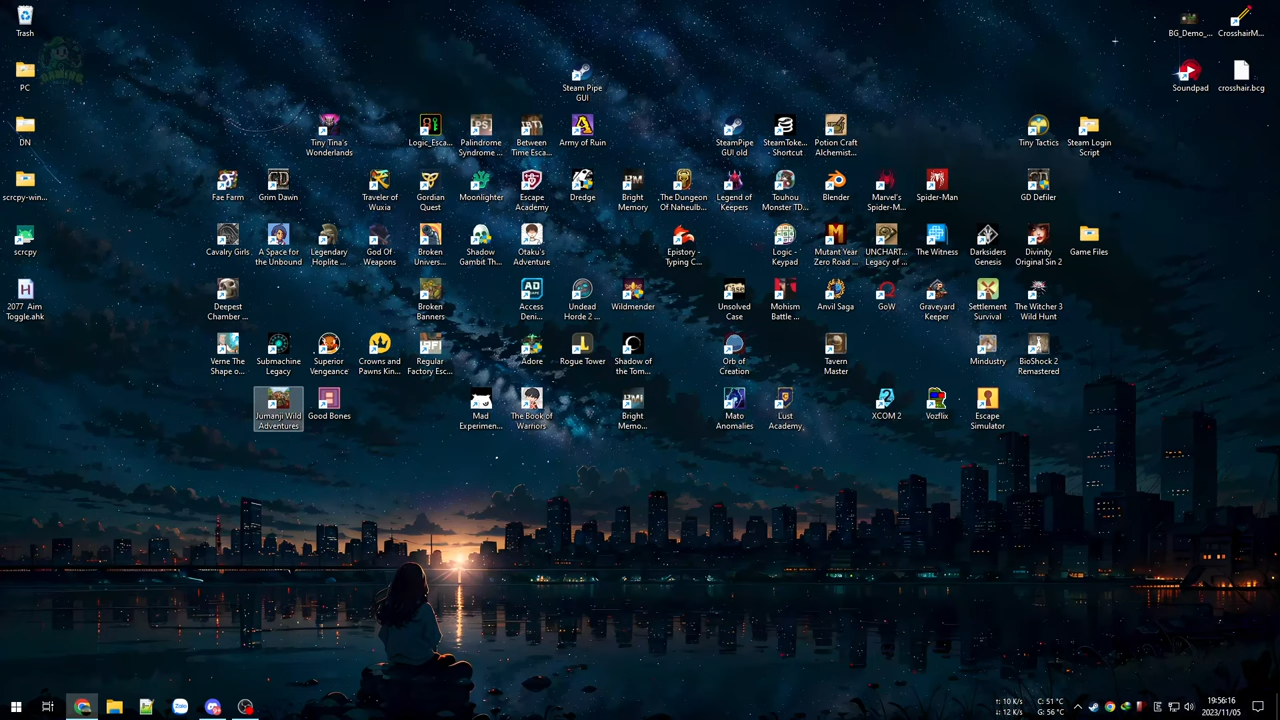 Trash
BG_Demo_...
CrosshairM...
PC
GAMING
Steam Pipe
GUI
Soundpad
crosshair.bcg
DN
Tiny Tina's
Wonderlands
Logic_Esca...
Palindrome
Syndrome ...
Between
Time Esca...
Army of Ruin
SteamPipe
GUI old
SteamToke...
- Shortcut
Potion Craft
Alchemist...
Tiny Tactics
Steam Login
Script
scrcpy-win...
Fae Farm
Grim Dawn
Traveler of
Wuxia
Gordian
Quest
Moonlighter
Escape
Academy
Dredge
Bright
Memory
.The Dungeon
Of Naheulb...
Legend of
Keepers
Touhou
Monster TD...
Blender
Marvel's
Spider-M...
Spider-Man
GD Defiler
scrcpy
Cavalry Girls
A Space for
the Unbound
Legendary
Hoplite ...
God Of
Weapons
Broken
Univers...
Shadow
Gambit Th...
Otaku's
Adventure
Epistory -
Typing C...
Logic -
Keypad
Mutant Year
Zero Road ...
UNCHART...
Legacy of ...
The Witness
Darksiders
Genesis
Divinity
Original Sin 2
Game Files
2077 Aim
Toggle.ahk
Deepest
Chamber ...
Broken
Banners
Access
Deni...
Undead
Horde 2 ...
Wildmender
Unsolved
Case
Mohism
Battle ...
Anvil Saga
GoW
Graveyard
Keeper
Settlement
Survival
The Witcher 3
Wild Hunt
Verne The
Shape o...
Submachine
Legacy
Superior
Vengeance
Crowns and
Pawns Kin...
Regular
Factory Esc...
Adore
Rogue Tower
Shadow of
the Tom...
Orb of
Creation
Tavern
Master
Mindustry
BioShock 2
Remastered
Jumanji Wild
Adventures
Good Bones
Mad
Experimen...
The Book of
Warriors
Bright
Memo...
Mato
Anomalies
Lust
Academy
XCOM 2
Vozflix
Escape
Simulator
Zalo
↑: 10 K/s
↓: 12 K/s
C: 51 °C
G: 56 °C
19:56:16
2023/11/05